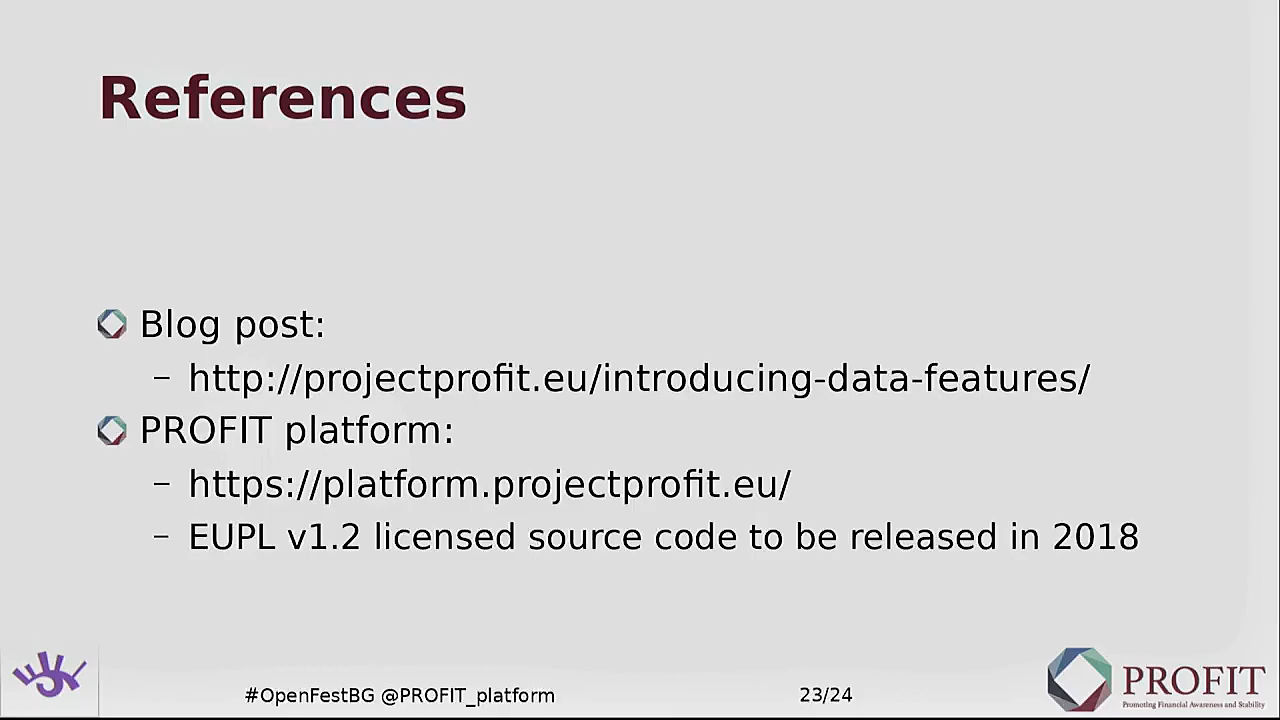 References
Blog post:
– http://projectprofit.eu/introducing-data-features/
PROFIT platform:
– https://platform.projectprofit.eu/
– EUPL v1.2 licensed source code to be released in 2018
#OpenFestBG @PROFIT_platform
23/24
PROFIT
Promoting Financial Awareness and Stability